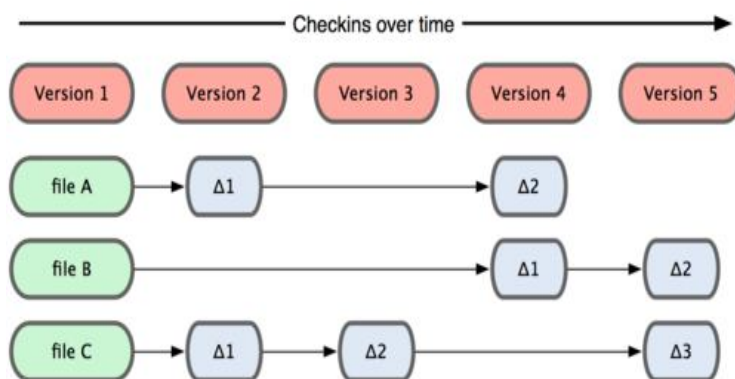 Checkins over time
Version 1 Version 2 Version 3 Version 4 Version 5
file A Δ1 Δ2
file B Δ1 Δ2
file C Δ1 Δ2 Δ3